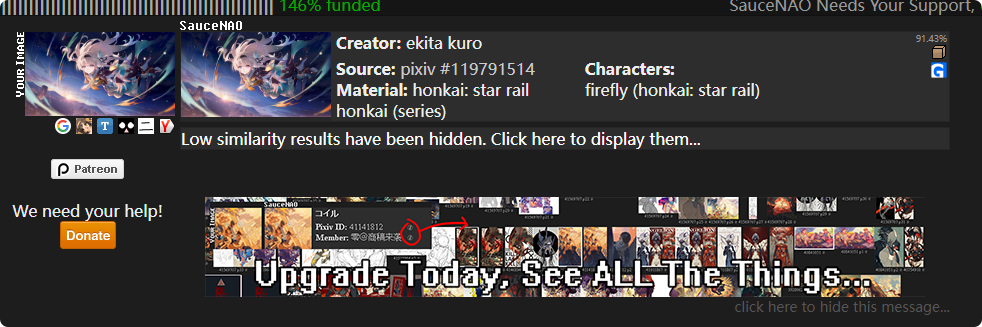 146% funded
SauceNAO Needs Your Support,
YOUR IMAGE
SauceNAO
Creator: ekita kuro
91.43%
Source: pixiv #119791514
Material: honkai: star rail
honkai (series)
Characters:
firefly (honkai: star rail)
Low similarity results have been hidden. Click here to display them...
Patreon
We need your help!
Donate
YOUR IMAGE
SauceNAO
コイル
Pixiv ID: 41141812
Member:
Upgrade Today, See ALL The Things...
click here to hide this message...